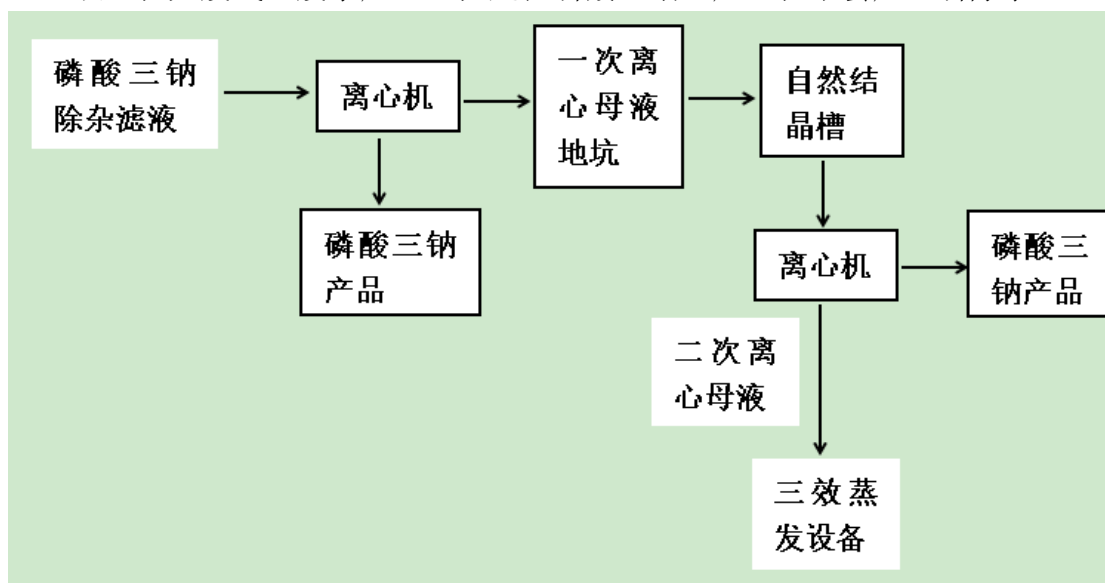 磷酸三钠
除杂滤液
离心机
一次离
心母液
地坑
自然结
晶槽
磷酸三钠
产品
离心机
磷酸三
钠产品
二次离
心母液
三效蒸
发设备